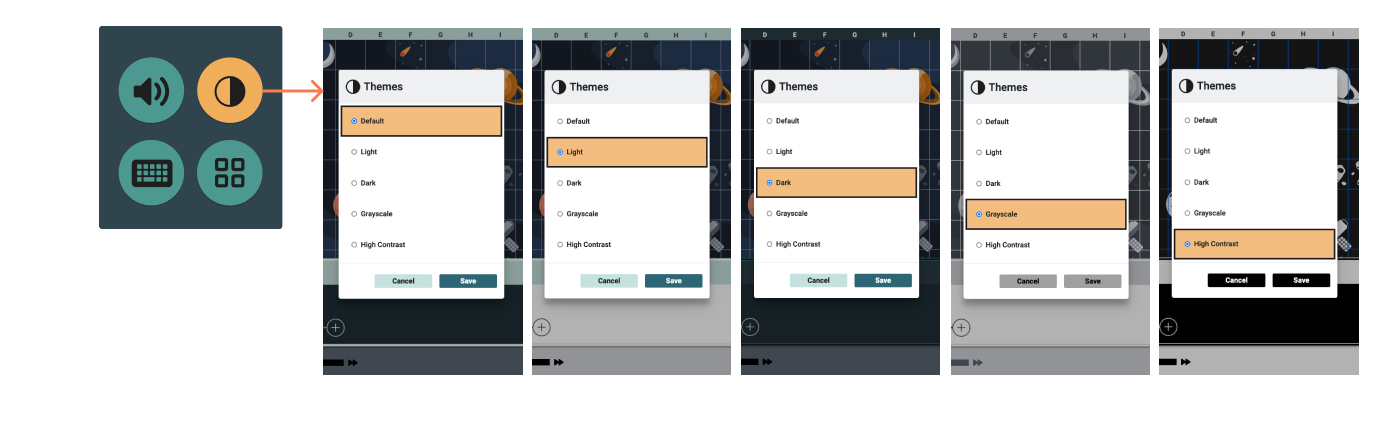 D E F G H I
Themes
Default
Light
Dark
Grayscale
High Contrast
Cancel Save
D E F G H I
Themes
Default
Light
Dark
Grayscale
High Contrast
Cancel Save
D E F G H I
Themes
Default
Light
Dark
Grayscale
High Contrast
Cancel Save
D E F G H I
Themes
Default
Light
Dark
Grayscale
High Contrast
Cancel Save
D E F G H I
Themes
Default
Light
Dark
Grayscale
High Contrast
Cancel Save